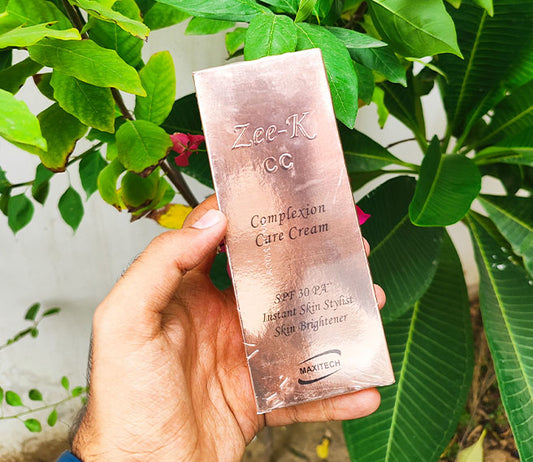 Zee-K
CC
Complexion
Care Cream
SPF 30 PA++
Instant Skin Stylist
Skin Brightener
MAXITECH